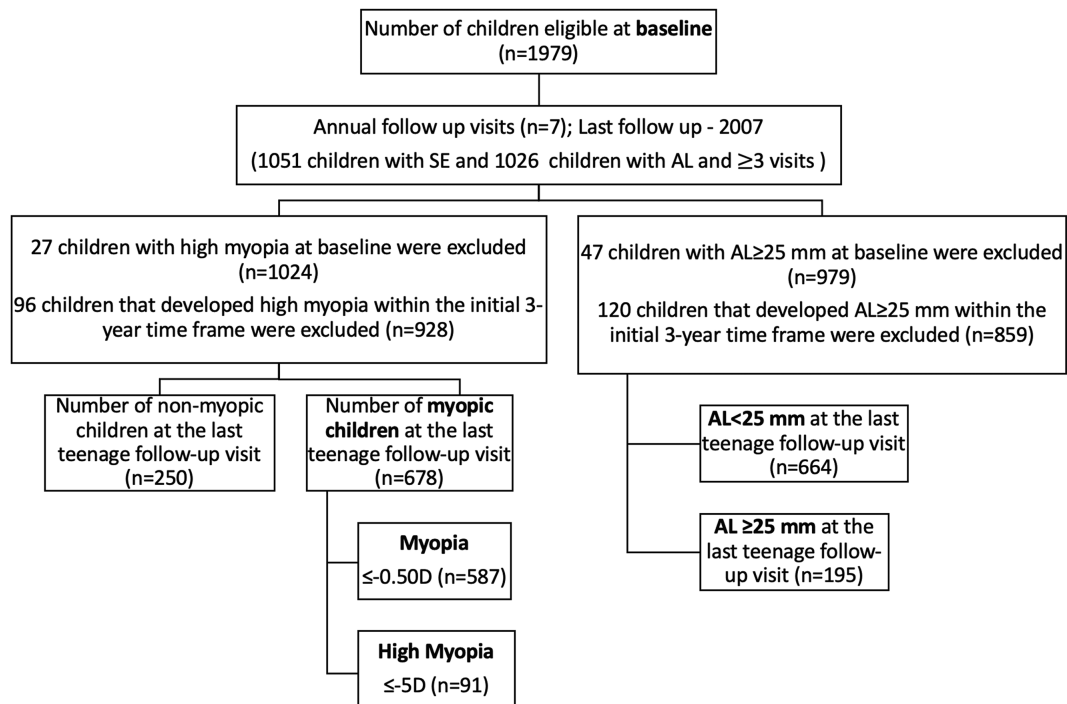 Number of children eligible at baseline
(n=1979)
Annual follow up visits (n=7); Last follow up - 2007
(1051 children with SE and 1026 children with AL and ≥3 visits )
27 children with high myopia at baseline were excluded
(n=1024)
96 children that developed high myopia within the initial 3-
year time frame were excluded (n=928)
47 children with AL≥25 mm at baseline were excluded
(n=979)
120 children that developed AL≥25 mm within the
initial 3-year time frame were excluded (n=859)
Number of non-myopic
children at the last
teenage follow-up visit
(n=250)
Number of myopic
children at the last
teenage follow-up visit
(n=678)
AL<25 mm at the last
teenage follow-up visit
(n=664)
AL ≥25 mm at the
last teenage follow-
up visit (n=195)
Myopia
≤-0.50D (n=587)
High Myopia
≤-5D (n=91)